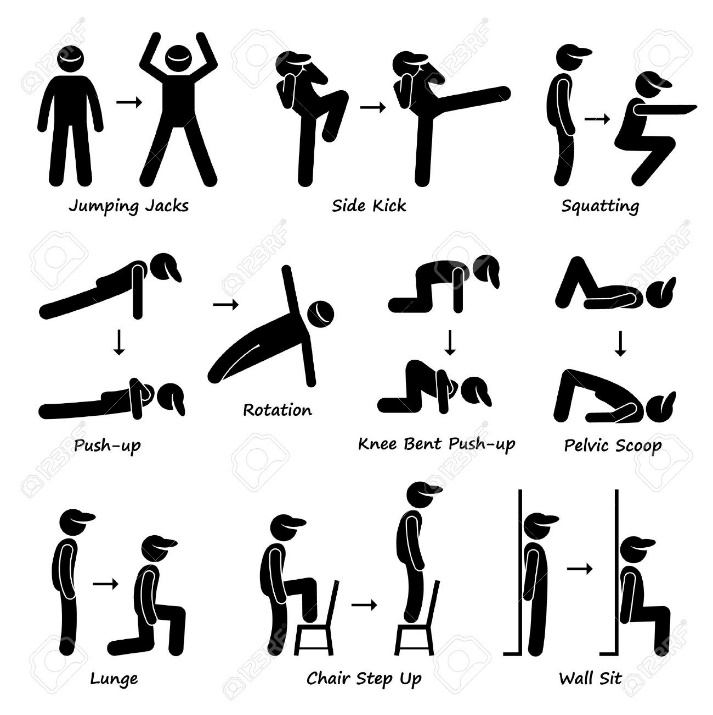 Jumping Jacks
Side Kick
Squatting
Push-up
Rotation
Knee Bent Push-up
Pelvic Scoop
Lunge
Chair Step Up
Wall Sit
123RF